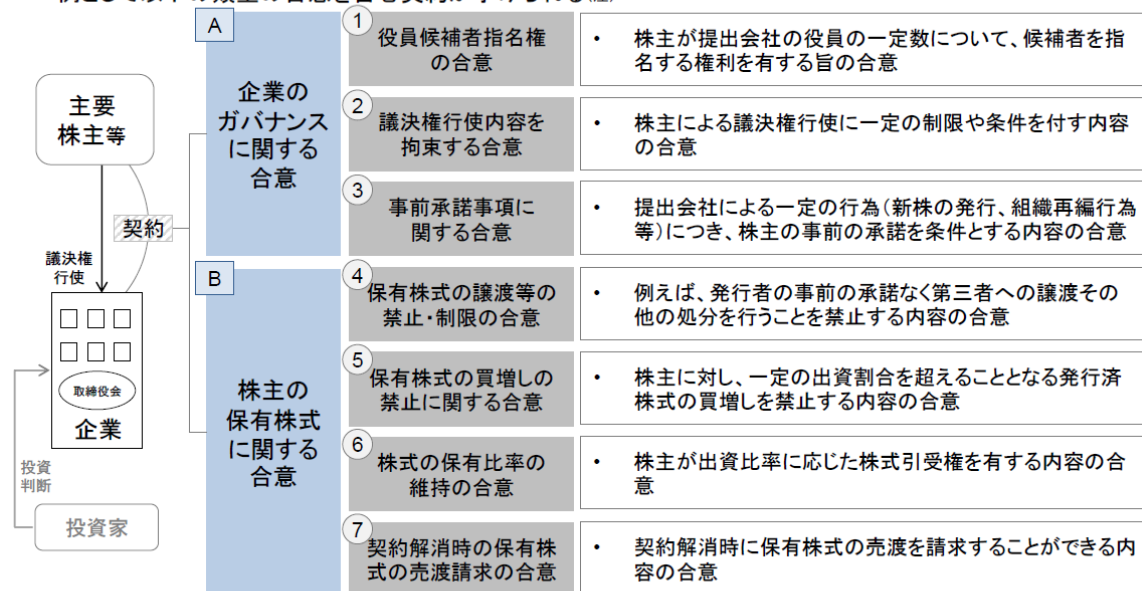 主要
株主等
契約
議決権
行使
取締役会
企業
投資
判断
投資家
A
企業の
ガバナンス
に関する
合意
1
役員候補者指名権
の合意
• 株主が提出会社の役員の一定数について、候補者を指
名する権利を有する旨の合意
2
議決権行使内容を
拘束する合意
• 株主による議決権行使に一定の制限や条件を付す内容
の合意
3
事前承諾事項に
関する合意
• 提出会社による一定の行為(新株の発行、組織再編行為
等)につき、株主の事前の承諾を条件とする内容の合意
B
株主の
保有株式
に関する
合意
4
保有株式の譲渡等の
禁止・制限の合意
• 例えば、発行者の事前の承諾なく第三者への譲渡その
他の処分を行うことを禁止する内容の合意
5
保有株式の買増しの
禁止に関する合意
• 株主に対し、一定の出資割合を超えることとなる発行済
株式の買増しを禁止する内容の合意
6
株式の保有比率の
維持の合意
• 株主が出資比率に応じた株式引受権を有する内容の合
意
7
契約解消時の保有株
式の売渡請求の合意
• 契約解消時に保有株式の売渡を請求することができる内
容の合意